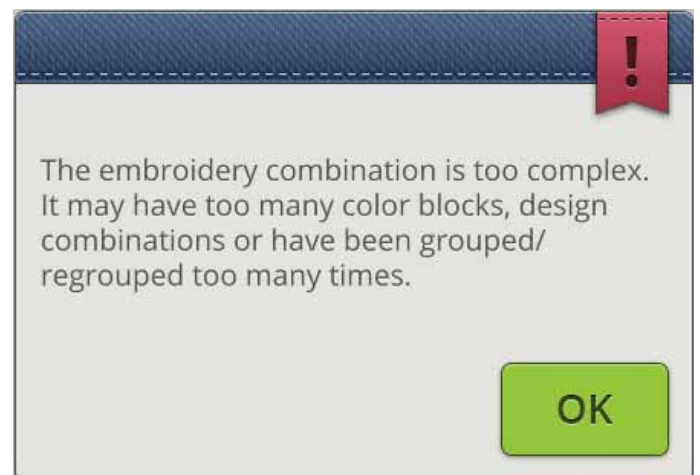 !
The embroidery combination is too complex.
It may have too many color blocks, design
combinations or have been grouped/
regrouped too many times.
OK